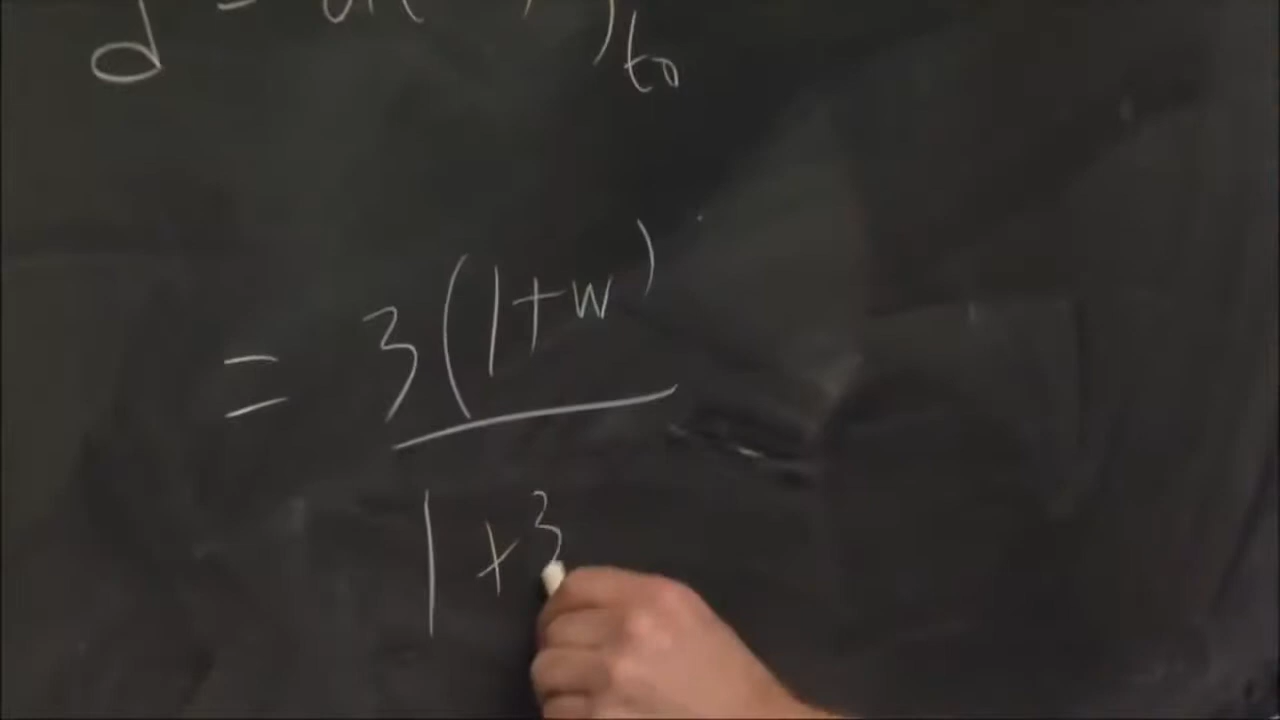 d = )t0
= 3(1+w)
1+3